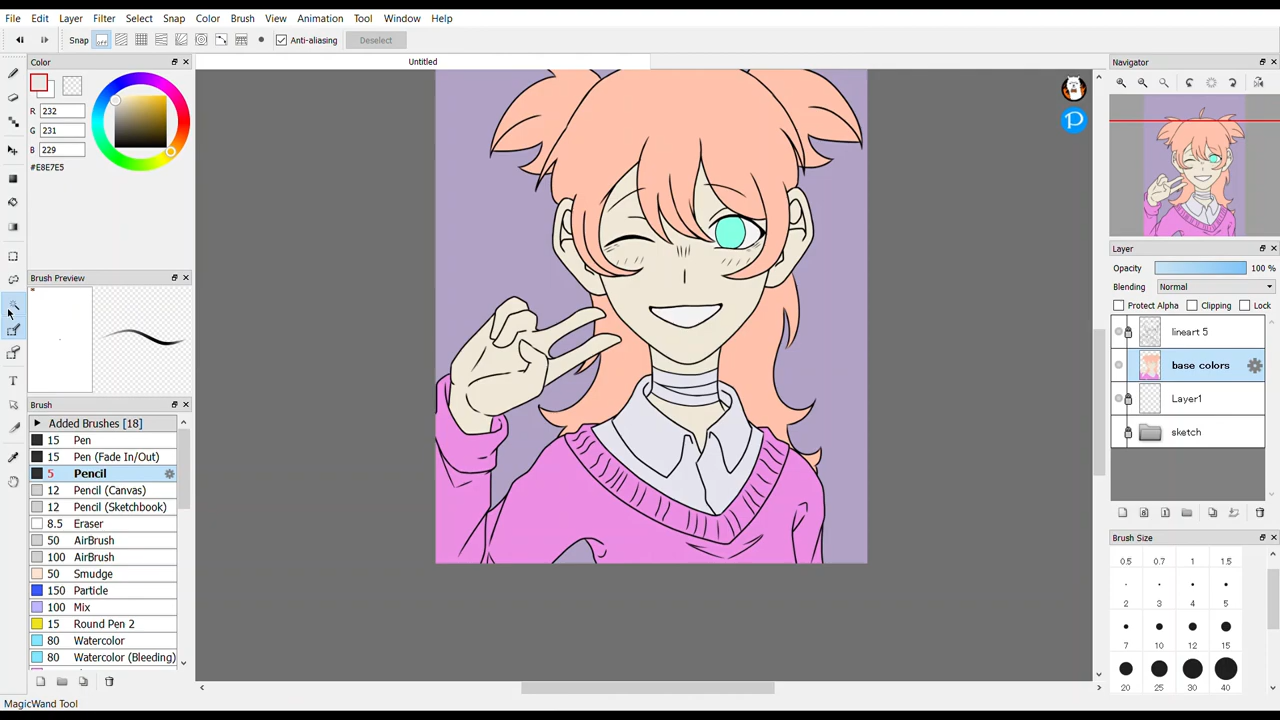 File Edit Layer Filter Select Snap Color Brush View Animation Tool Window Help
Snap off Anti-aliasing Deselect
Color
Untitled
Navigator
R 232
G 231
B 229
#E8E7E5
Brush Preview
Brush
Added Brushes [18]
15 Pen
15 Pen (Fade In/Out)
5 Pencil
12 Pencil (Canvas)
12 Pencil (Sketchbook)
8.5 Eraser
50 AirBrush
100 AirBrush
50 Smudge
150 Particle
100 Mix
15 Round Pen 2
80 Watercolor
80 Watercolor (Bleeding)
MagicWand Tool
Layer
Opacity 100 %
Blending Normal
Protect Alpha Clipping Lock
lineart 5
base colors
Layer1
sketch
Brush Size
0.5 0.7 1 1.5
2 3 4 5
7 10 12 15
20 25 30 40